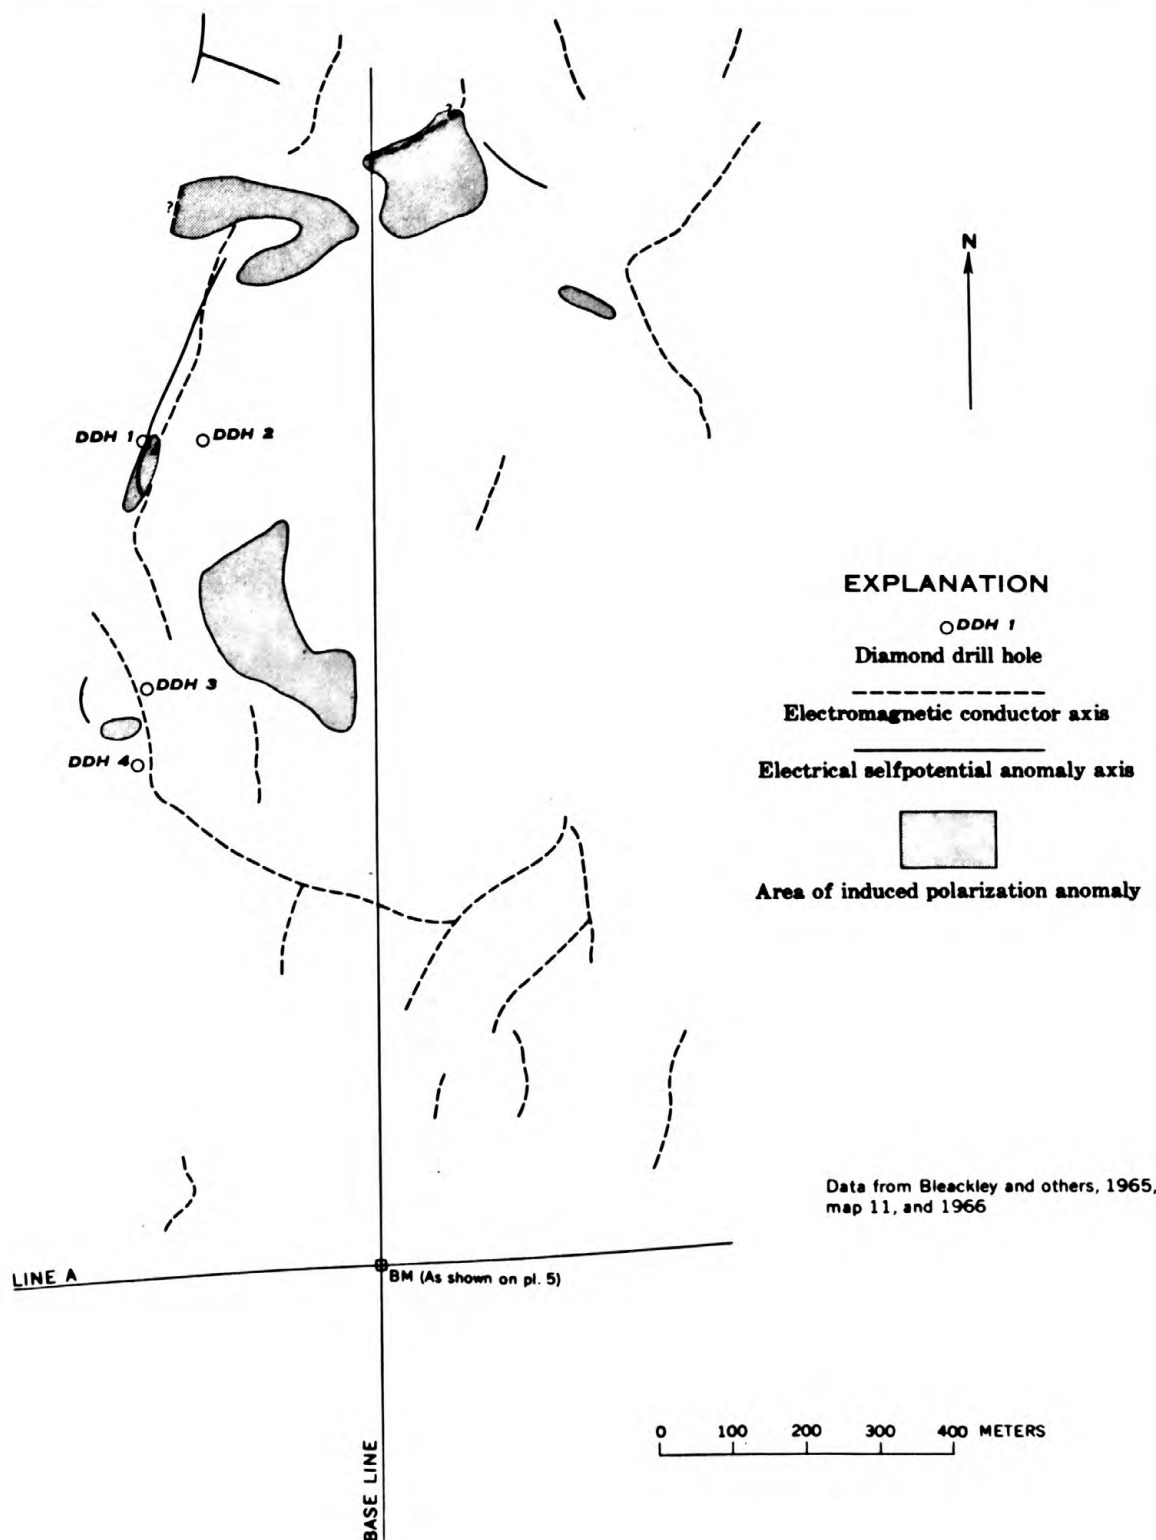 ?
?
N
DDH 1
DDH 2
EXPLANATION
DDH 1
Diamond drill hole
DDH 3
Electromagnetic conductor axis
DDH 4
Electrical selfpotential anomaly axis
Area of induced polarization anomaly
Data from Bleackley and others, 1965,
map 11, and 1966
LINE A
BM (As shown on pl. 5)
0 100 200 300 400 METERS
BASE LINE